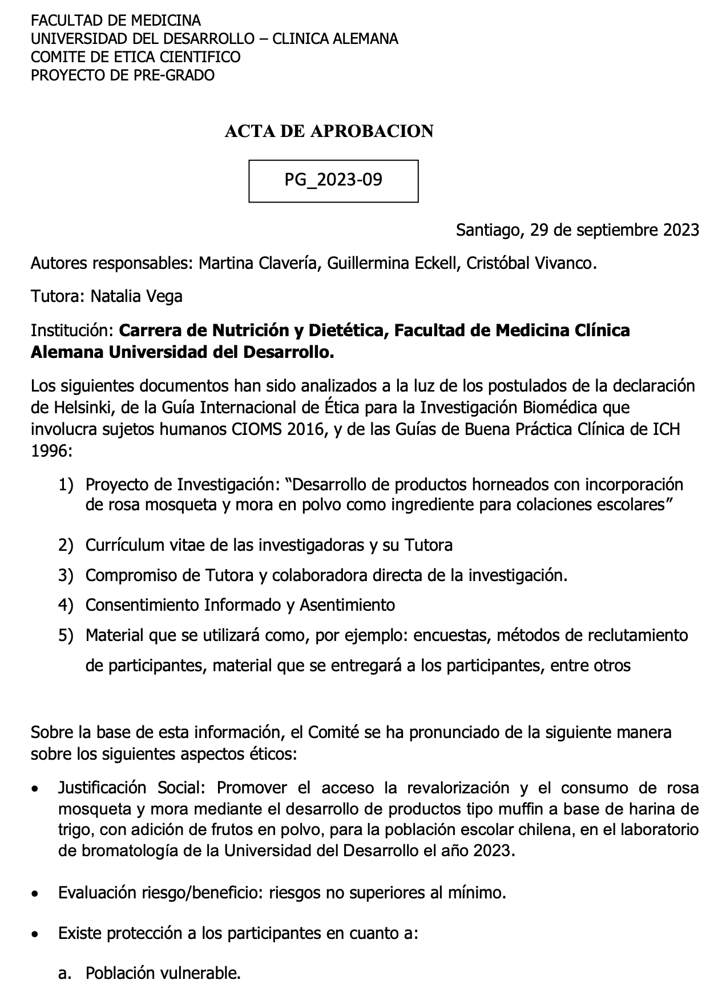 FACULTAD DE MEDICINA
UNIVERSIDAD DEL DESARROLLO – CLINICA ALEMANA
COMITE DE ETICA CIENTIFICO
PROYECTO DE PRE-GRADO
ACTA DE APROBACION
PG_2023-09
Santiago, 29 de septiembre 2023
Autores responsables: Martina Clavería, Guillermina Eckell, Cristóbal Vivanco.
Tutora: Natalia Vega
Institución: Carrera de Nutrición y Dietética, Facultad de Medicina Clínica
Alemana Universidad del Desarrollo.
Los siguientes documentos han sido analizados a la luz de los postulados de la declaración
de Helsinki, de la Guía Internacional de Ética para la Investigación Biomédica que
involucra sujetos humanos CIOMS 2016, y de las Guías de Buena Práctica Clínica de ICH
1996:
1) Proyecto de Investigación: “Desarrollo de productos horneados con incorporación
de rosa mosqueta y mora en polvo como ingrediente para colaciones escolares”
2) Currículum vitae de las investigadoras y su Tutora
3) Compromiso de Tutora y colaboradora directa de la investigación.
4) Consentimiento Informado y Asentimiento
5) Material que se utilizará como, por ejemplo: encuestas, métodos de reclutamiento
de participantes, material que se entregará a los participantes, entre otros
Sobre la base de esta información, el Comité se ha pronunciado de la siguiente manera
sobre los siguientes aspectos éticos:
• Justificación Social: Promover el acceso la revalorización y el consumo de rosa
mosqueta y mora mediante el desarrollo de productos tipo muffin a base de harina de
trigo, con adición de frutos en polvo, para la población escolar chilena, en el laboratorio
de bromatología de la Universidad del Desarrollo el año 2023.
• Evaluación riesgo/beneficio: riesgos no superiores al mínimo.
• Existe protección a los participantes en cuanto a:
a. Población vulnerable.